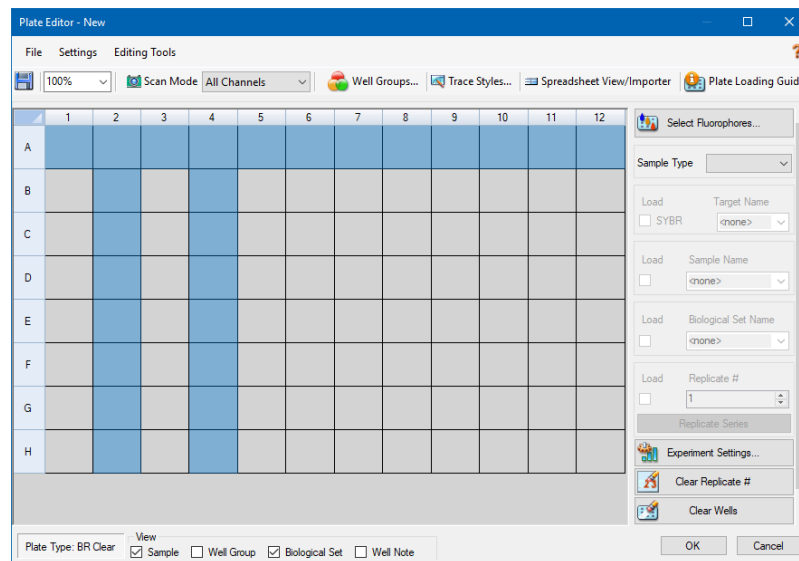 Plate Editor - New
File Settings Editing Tools
100% Scan Mode All Channels Well Groups... Trace Styles... Spreadsheet View/Importer Plate Loading Guid
1 2 3 4 5 6 7 8 9 10 11 12
A
B
C
D
E
F
G
H
Select Fluorophores...
Sample Type
Load Target Name
SYBR <none>
Load Sample Name
<none>
Load Biological Set Name
<none>
Load Replicate #
1
Replicate Series
Experiment Settings...
Clear Replicate #
Clear Wells
Plate Type: BR Clear
View
Sample Well Group Biological Set Well Note
OK Cancel